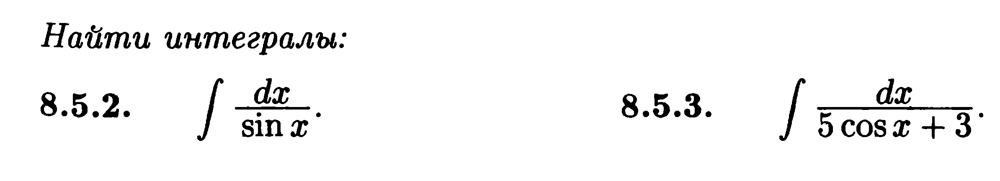 Найти интегралы:
8.5.2. ∫ dx / sin x. 8.5.3. ∫ dx / (5 cos x + 3).